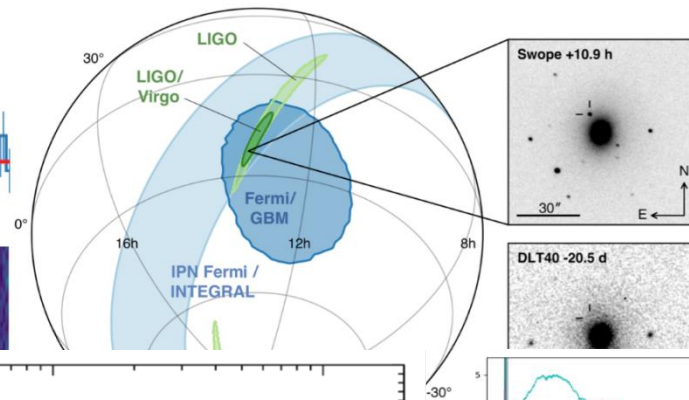 LIGO
30°
LIGO/
Virgo
Swope +10.9 h
N
30"
E
Fermi/
GBM
0°
16h
12h
8h
IPN Fermi /
INTEGRAL
DLT40 -20.5 d
-30°
5